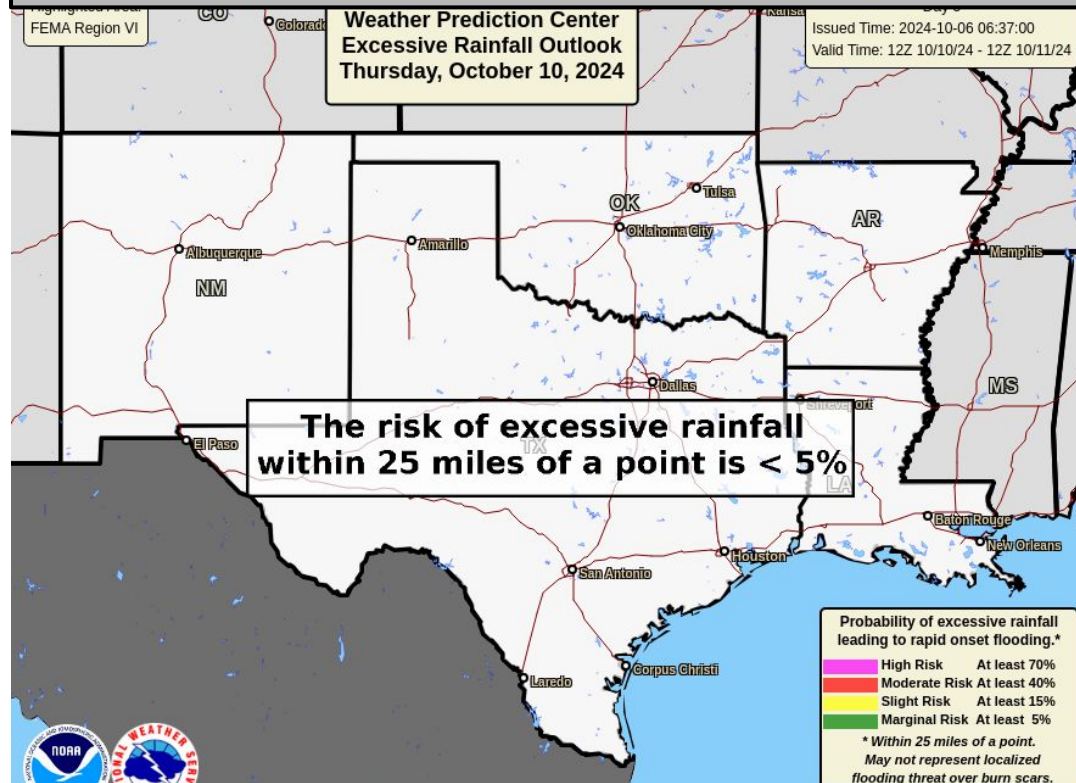 Highlighted Area:
FEMA Region VI
Weather Prediction Center
Excessive Rainfall Outlook
Thursday, October 10, 2024
Issued Time: 2024-10-06 06:37:00
Valid Time: 12Z 10/10/24 - 12Z 10/11/24
CO
Colorado
Kansa
Tulsa
OK
Oklahoma City
AR
Albuquerque
Amarillo
Memphis
NM
Dallas
MS
Shreveport
El Paso
The risk of excessive rainfall
within 25 miles of a point is < 5%
TX
LA
Baton Rouge
New Orleans
Houston
San Antonio
Corpus Christi
Laredo
Probability of excessive rainfall
leading to rapid onset flooding.*
High Risk At least 70%
Moderate Risk At least 40%
Slight Risk At least 15%
Marginal Risk At least 5%
* Within 25 miles of a point.
May not represent localized
flooding threat over burn scars.
NOAA